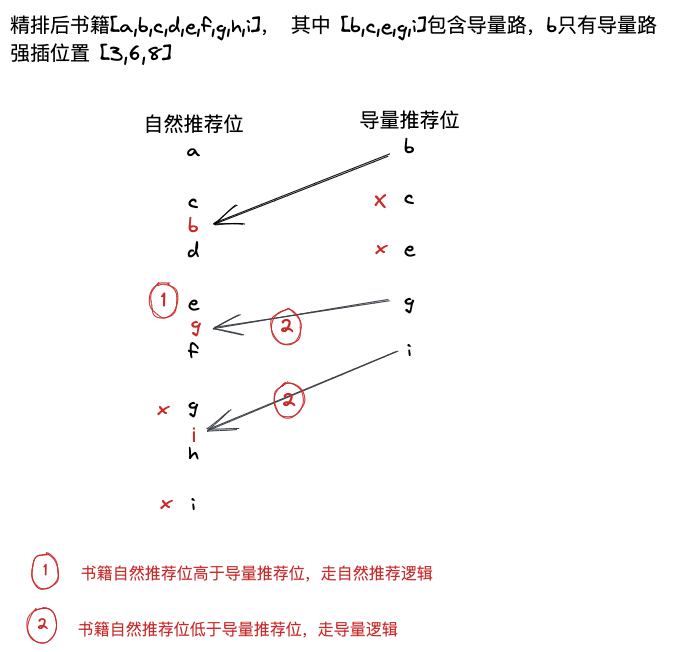 精排后书籍[a,b,c,d,e,f,g,h,i]， 其中 [b,c,e,g,i]包含导量路，b只有导量路
强插位置 [3,6,8]
自然推荐位 导量推荐位
a b
c x c
b
d x e
1 e g
g 2
f i
x g 2
i
h
x i
1 书籍自然推荐位高于导量推荐位，走自然推荐逻辑
2 书籍自然推荐位低于导量推荐位，走导量逻辑